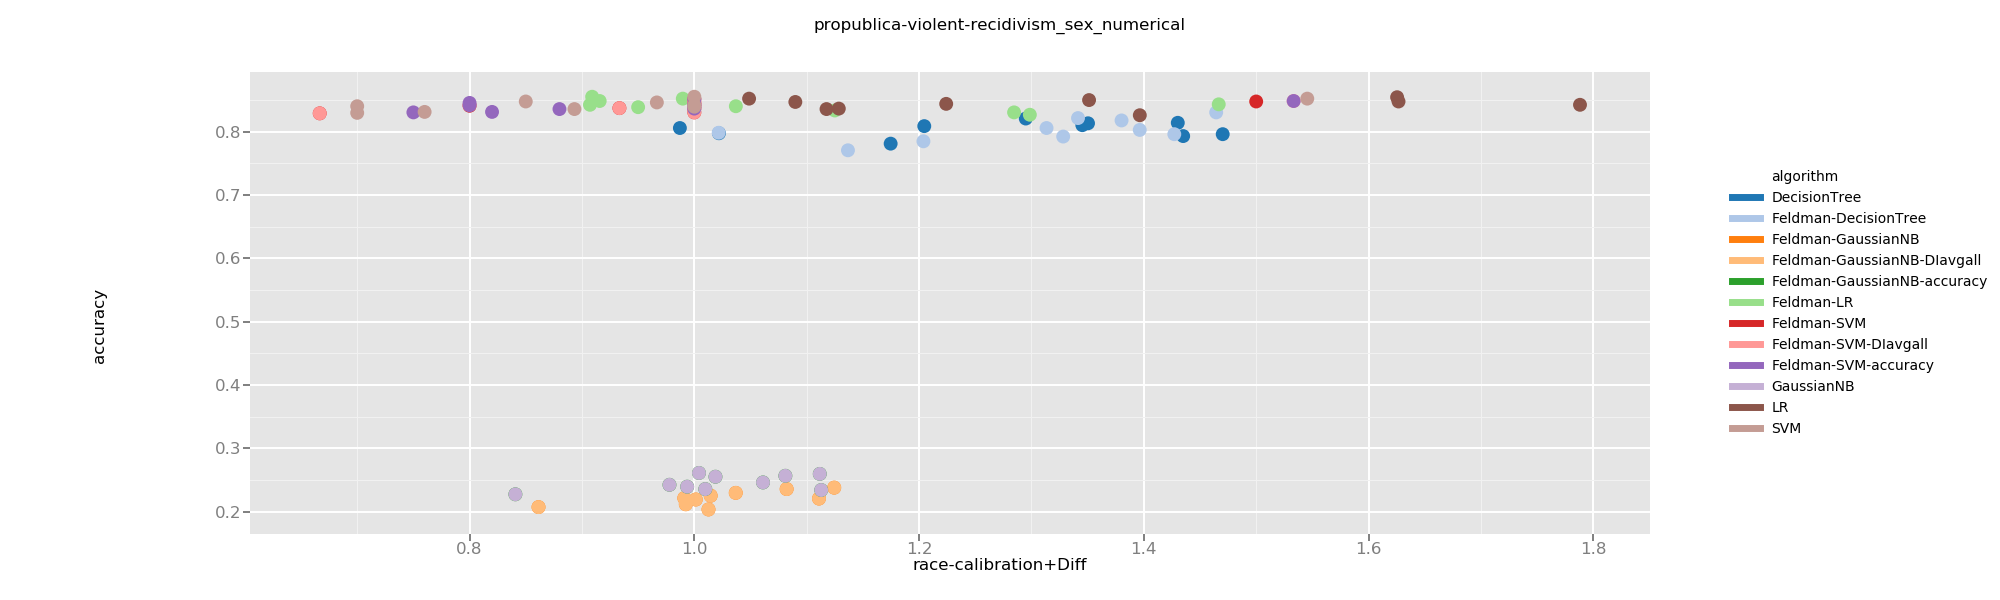 propublica-violent-recidivism_sex_numerical
accuracy
0.8
0.7
0.6
0.5
0.4
0.3
0.2
0.8
1.0
1.2
1.4
1.6
1.8
race-calibration+Diff
algorithm
DecisionTree
Feldman-DecisionTree
Feldman-GaussianNB
Feldman-GaussianNB-DIavgall
Feldman-GaussianNB-accuracy
Feldman-LR
Feldman-SVM
Feldman-SVM-DIavgall
Feldman-SVM-accuracy
GaussianNB
LR
SVM